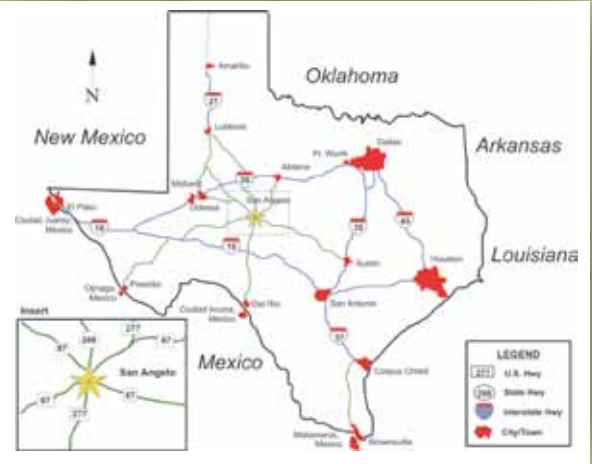 Oklahoma
Amarillo
N
27
New Mexico
Lubbock
Arkansas
Dallas
Ft. Worth
Abilene
Midland
Odessa
San Angelo
El Paso
Ciudad Juarez,
Mexico
10
10
35
45
Louisiana
Houston
Austin
San Antonio
Presidio
Ojinaga,
Mexico
Del Rio
Ciudad Acuna,
Mexico
37
Mexico
Corpus Christi
Matamoros,
Mexico
Brownsville
Insert
277
67
87
San Angelo
67
87
277
LEGEND
277
U.S. Hwy
State Hwy
Interstate Hwy
City/Town